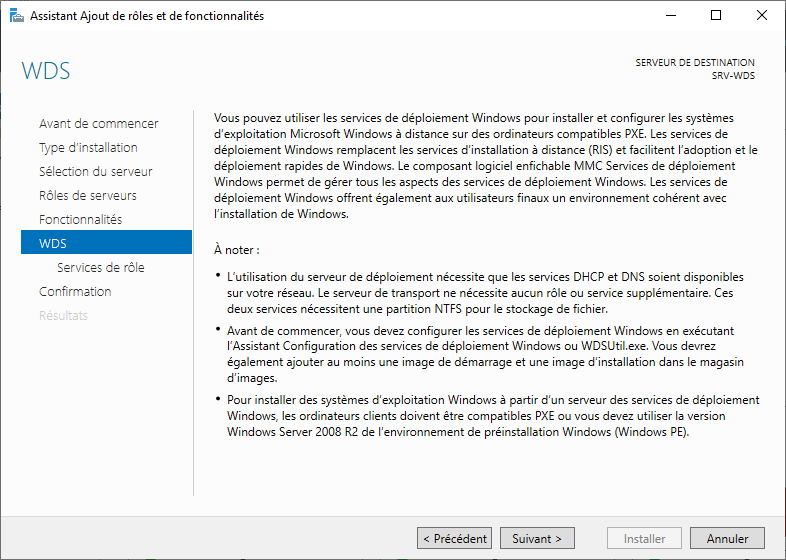 Assistant Ajout de rôles et de fonctionnalités
WDS
SERVEUR DE DESTINATION
SRV-WDS
Avant de commencer
Type d'installation
Sélection du serveur
Rôles de serveurs
Fonctionnalités
WDS
Services de rôle
Confirmation
Résultats
Vous pouvez utiliser les services de déploiement Windows pour installer et configurer les systèmes
d'exploitation Microsoft Windows à distance sur des ordinateurs compatibles PXE. Les services de
déploiement Windows remplacent les services d'installation à distance (RIS) et facilitent l'adoption et le
déploiement rapides de Windows. Le composant logiciel enfichable MMC Services de déploiement
Windows permet de gérer tous les aspects des services de déploiement Windows. Les services de
déploiement Windows offrent également aux utilisateurs finaux un environnement cohérent avec
l'installation de Windows.
À noter :
• L'utilisation du serveur de déploiement nécessite que les services DHCP et DNS soient disponibles
sur votre réseau. Le serveur de transport ne nécessite aucun rôle ou service supplémentaire. Ces
deux services nécessitent une partition NTFS pour le stockage de fichier.
• Avant de commencer, vous devez configurer les services de déploiement Windows en exécutant
l'Assistant Configuration des services de déploiement Windows ou WDSUtil.exe. Vous devrez
également ajouter au moins une image de démarrage et une image d'installation dans le magasin
d'images.
• Pour installer des systèmes d'exploitation Windows à partir d'un serveur des services de déploiement
Windows, les ordinateurs clients doivent être compatibles PXE ou vous devez utiliser la version
Windows Server 2008 R2 de l'environnement de préinstallation Windows (Windows PE).
< Précédent
Suivant >
Installer
Annuler